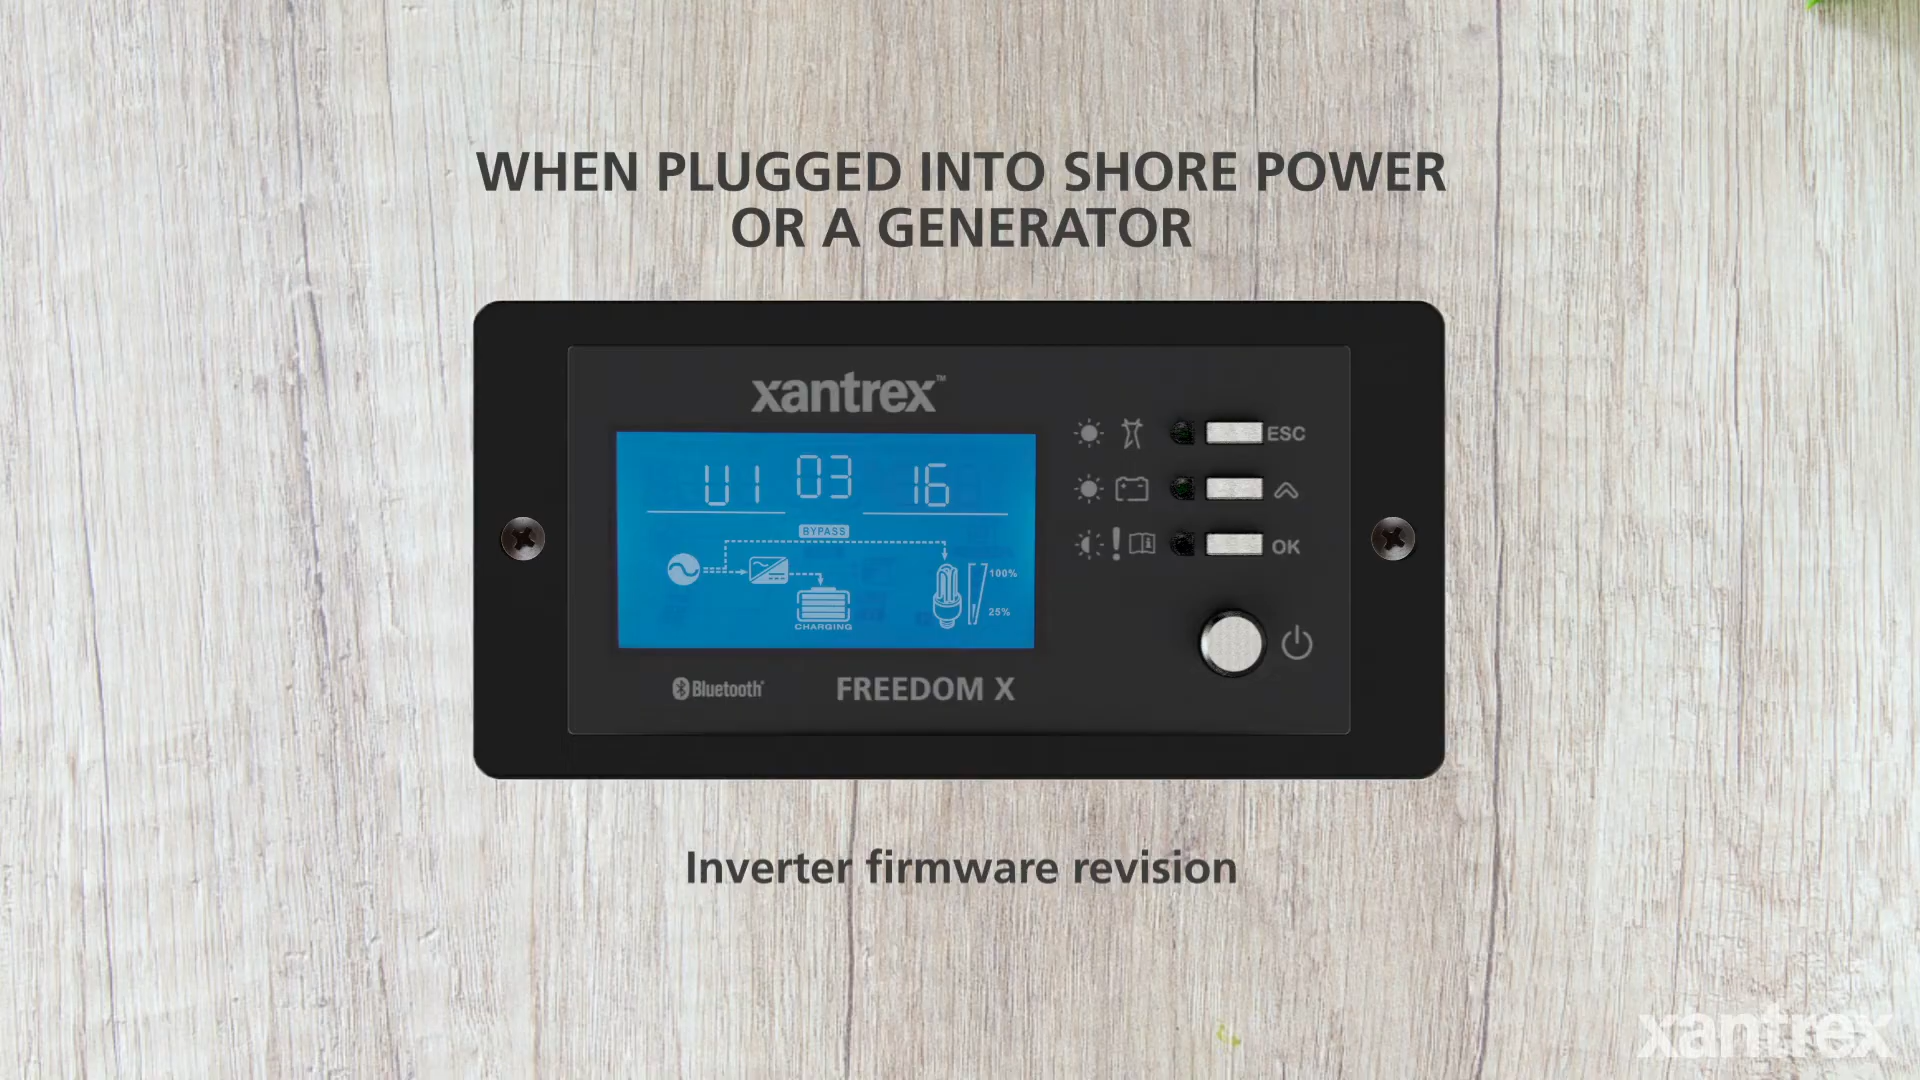 WHEN PLUGGED INTO SHORE POWER
OR A GENERATOR
xantrex™
U1 03 16
BYPASS
100%
25%
CHARGING
ESC
OK
Bluetooth®
FREEDOM X
Inverter firmware revision
xantrex